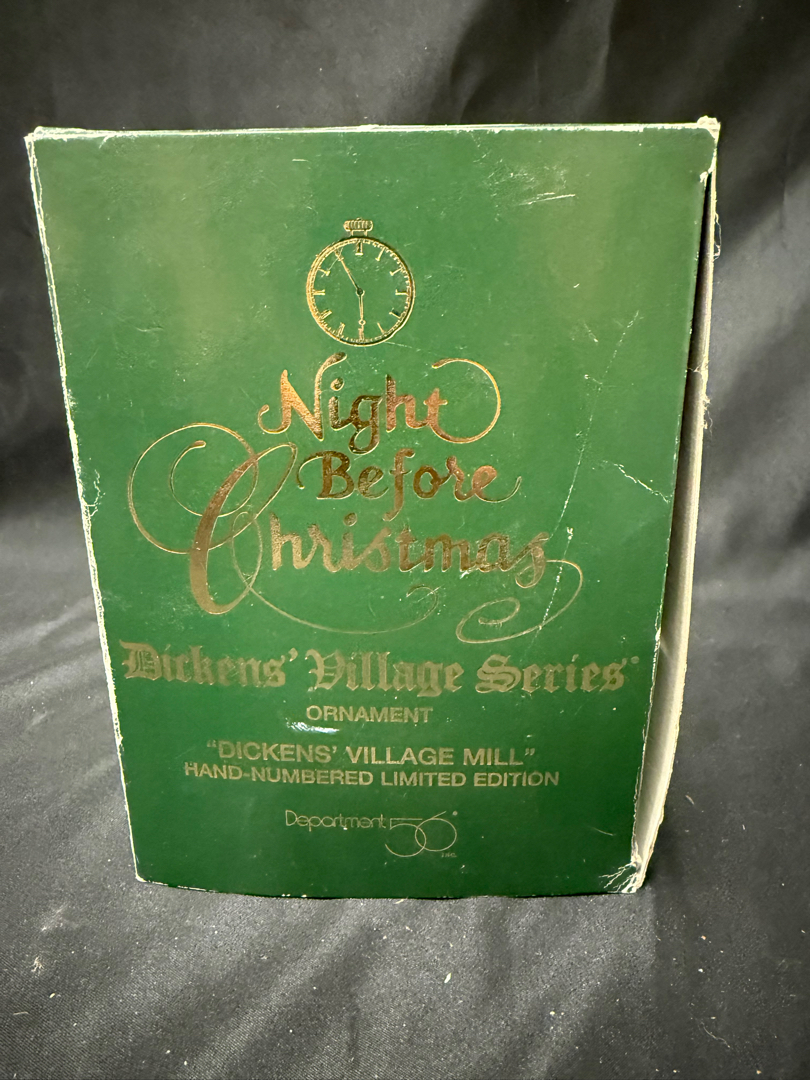 Night
Before
Christmas
Dickens' Village Series®
ORNAMENT
"DICKENS' VILLAGE MILL"
HAND-NUMBERED LIMITED EDITION
Department 56®